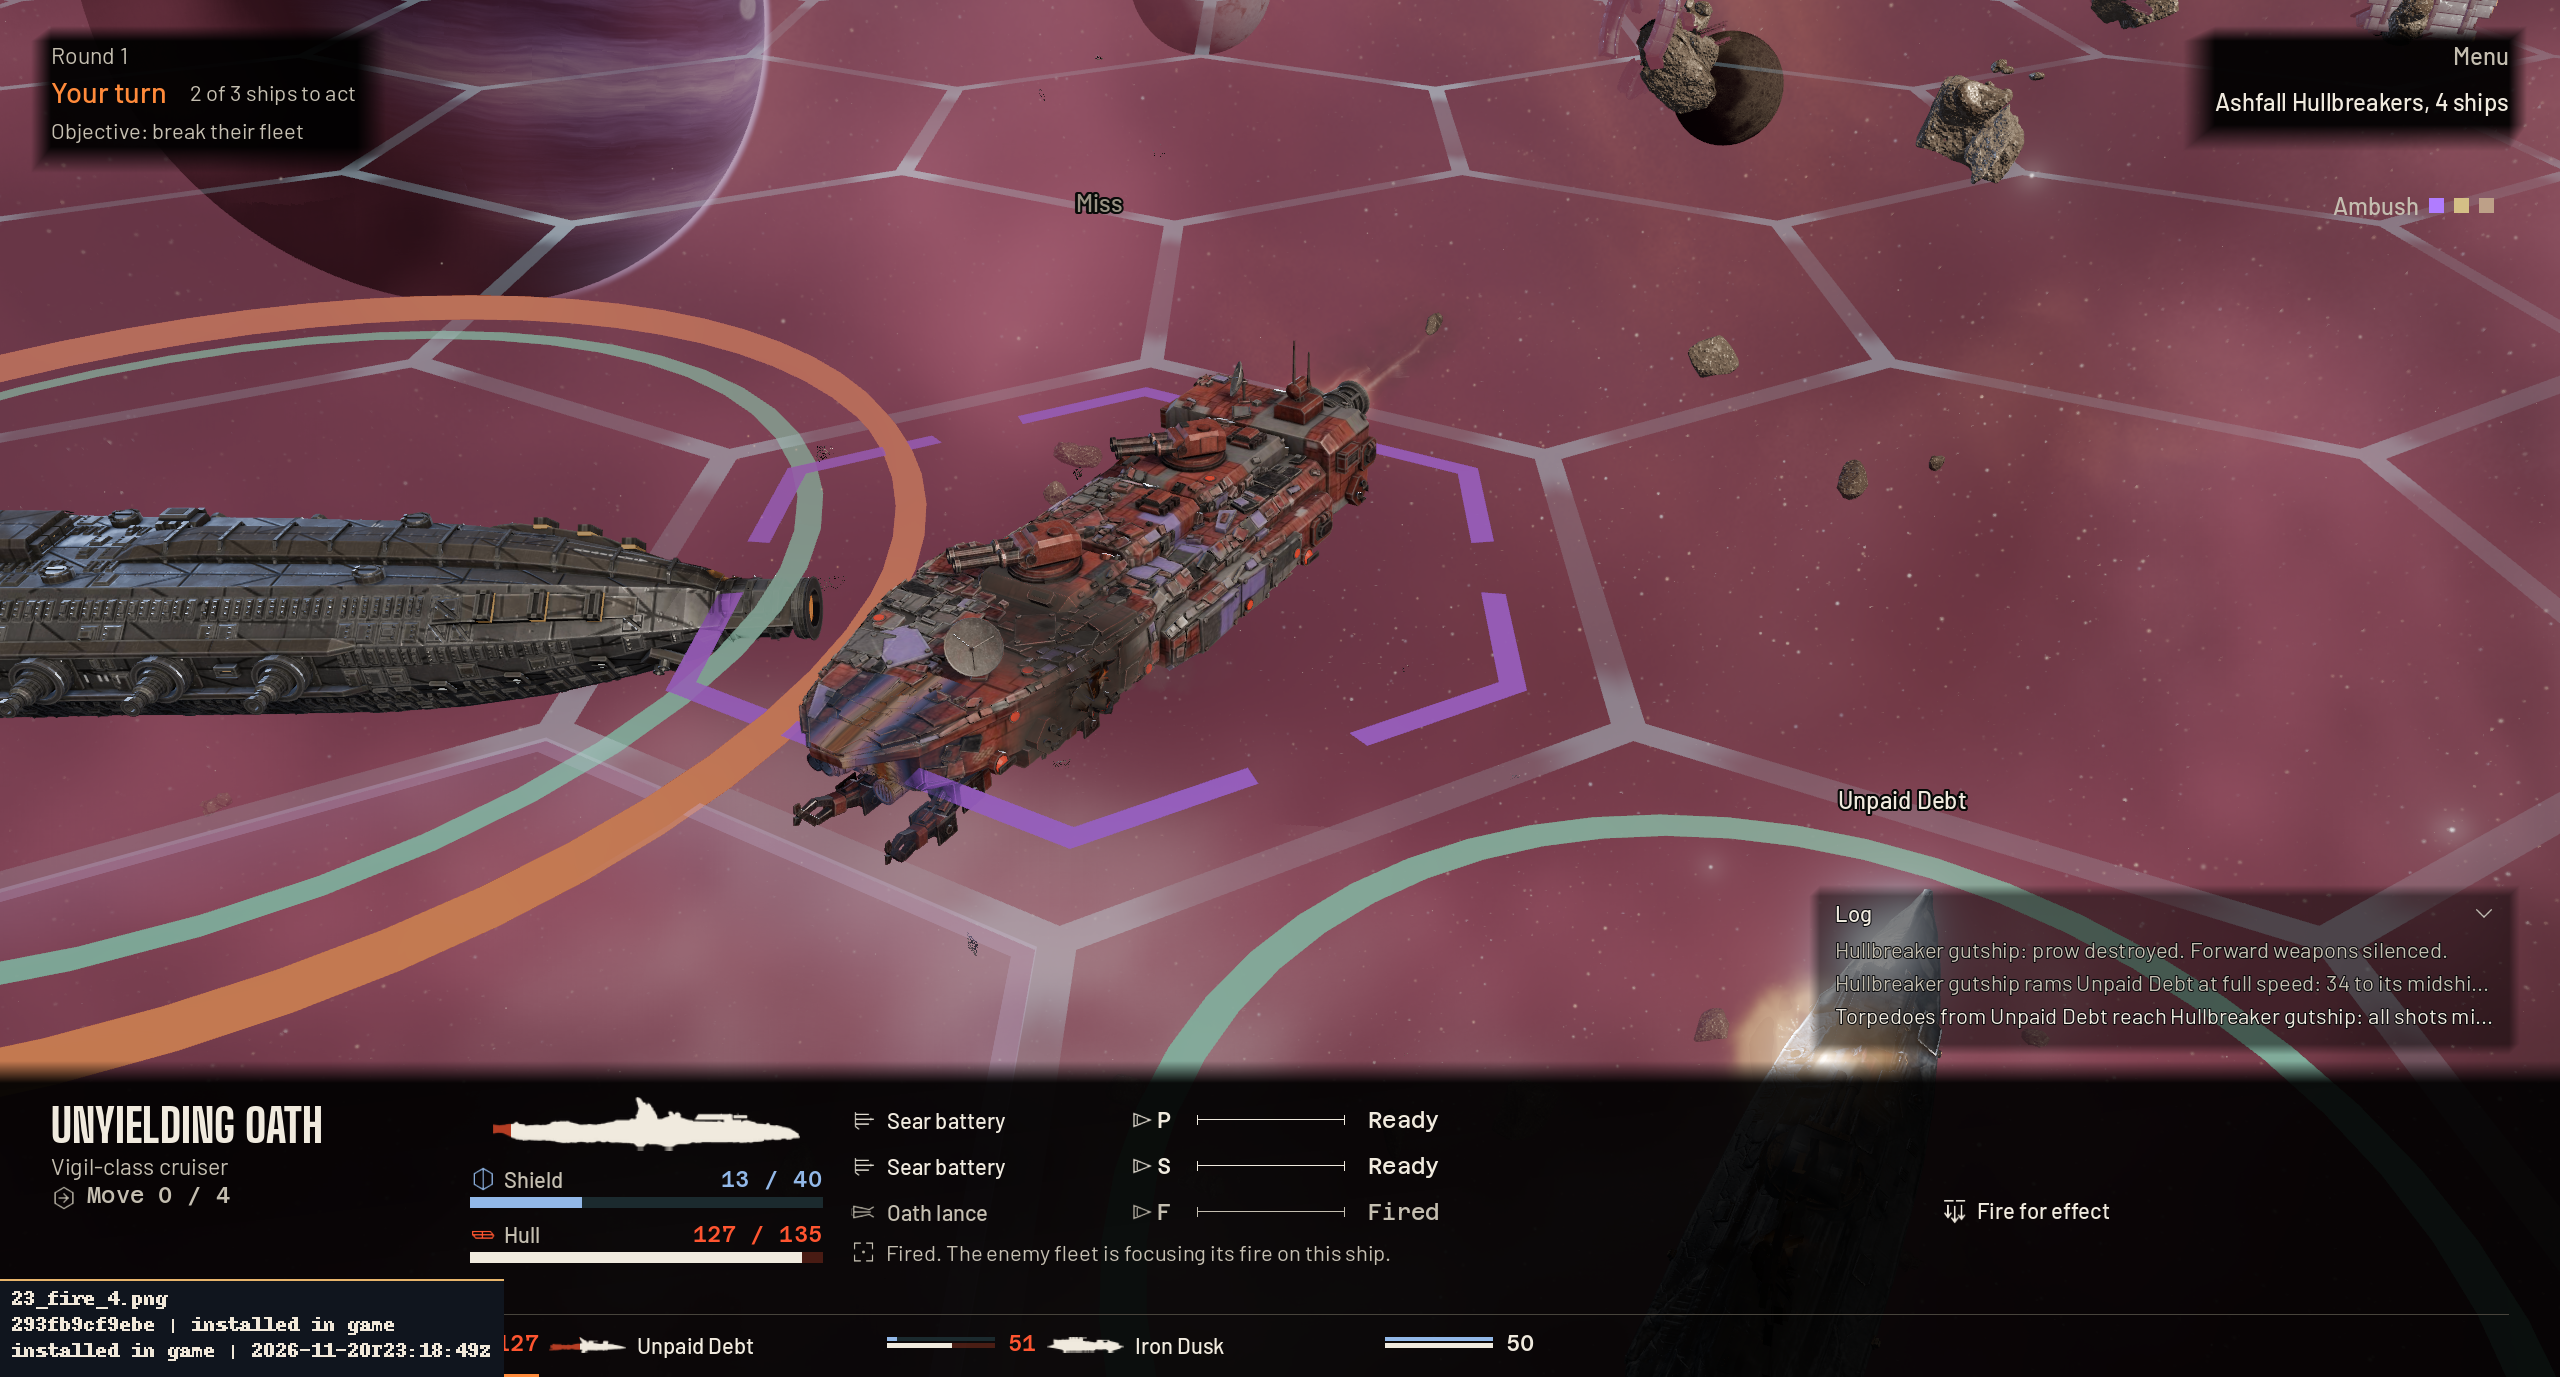 Round 1
Your turn 2 of 3 ships to act
Objective: break their fleet
Menu
Ashfall Hullbreakers, 4 ships
Ambush
Miss
Unpaid Debt
Log
Hullbreaker gutship: prow destroyed. Forward weapons silenced.
Hullbreaker gutship rams Unpaid Debt at full speed: 34 to its midshi...
Torpedoes from Unpaid Debt reach Hullbreaker gutship: all shots mi...
UNYIELDING OATH
Vigil-class cruiser
Move 0 / 4
Shield 13 / 40
Hull 127 / 135
Sear battery P Ready
Sear battery S Ready
Oath lance F Fired
Fired. The enemy fleet is focusing its fire on this ship.
Fire for effect
23_fire_4.png
293fb9cf9ebe | installed in game
installed in game | 2026-11-20T23:18:49Z
127 Unpaid Debt 51 Iron Dusk 50